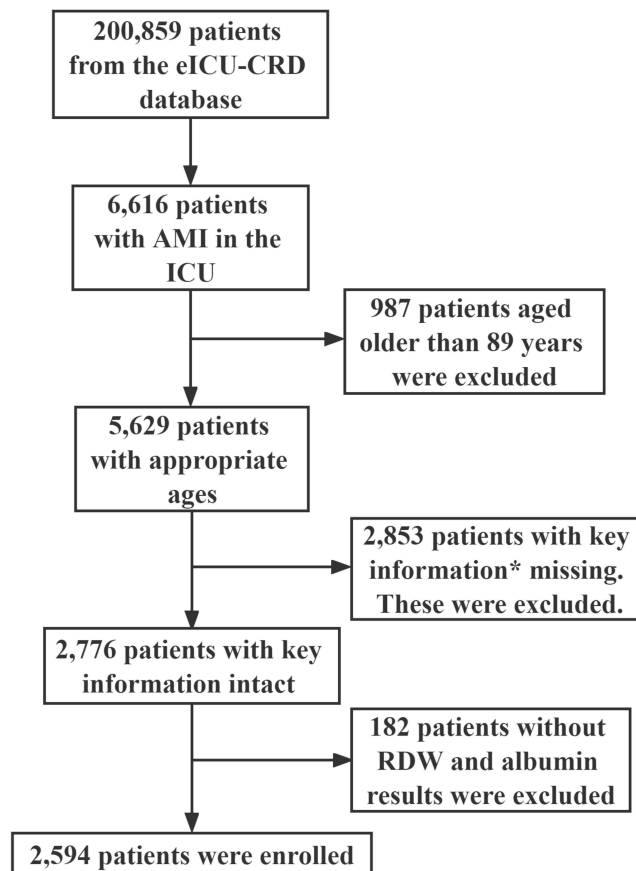 200,859 patients
from the eICU-CRD
database
6,616 patients
with AMI in the
ICU
987 patients aged
older than 89 years
were excluded
5,629 patients
with appropriate
ages
2,853 patients with key
information* missing.
These were excluded.
2,776 patients with key
information intact
182 patients without
RDW and albumin
results were excluded
2,594 patients were enrolled